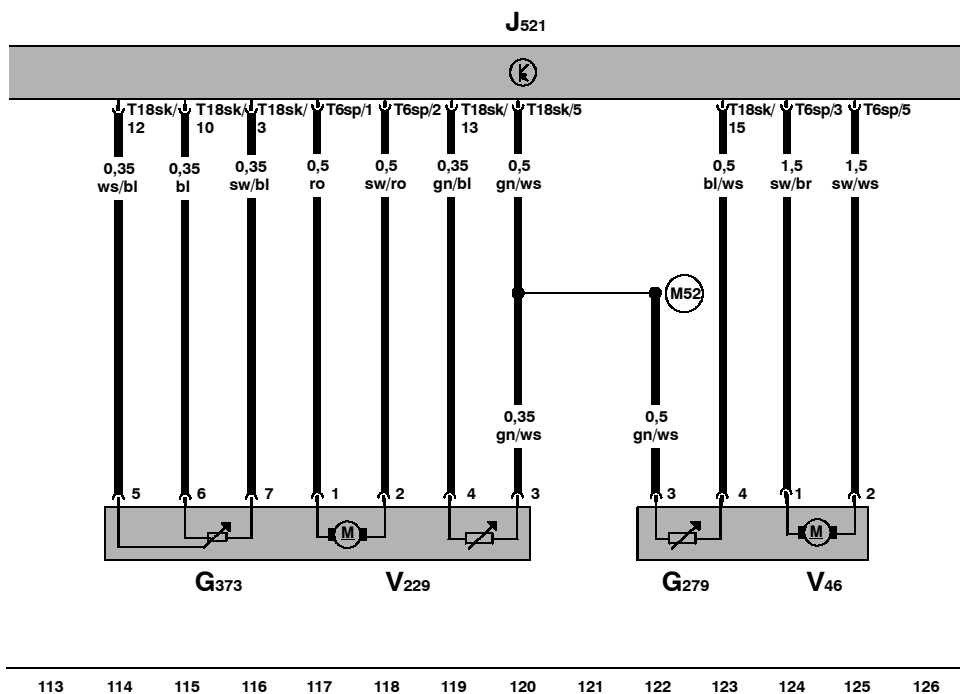 J521
T18sk/ T18sk/ T18sk/ T6sp/1 T6sp/2 T18sk/ T18sk/5 T18sk/ T6sp/3 T6sp/5
12 10 3 13 15
0,35 0,35 0,35 0,5 0,5 0,35 0,5 0,5 1,5 1,5
ws/bl bl sw/bl ro sw/ro gn/bl gn/ws bl/ws sw/br sw/ws
M52
0,35 0,5
gn/ws gn/ws
5 6 7 1 2 4 3 3 4 1 2
M M
G373 V229 G279 V46
113 114 115 116 117 118 119 120 121 122 123 124 125 126